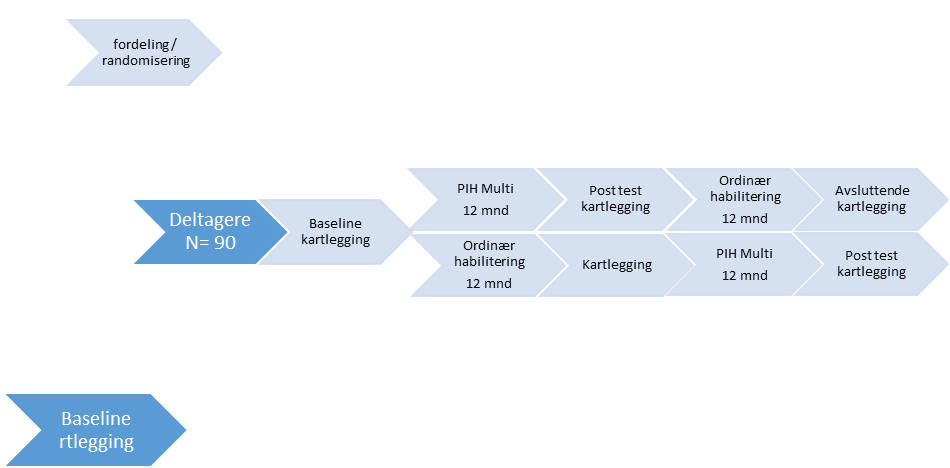 fordeling/
randomisering
Deltagere
N= 90
Baseline
kartlegging
PIH Multi
12 mnd
Post test
kartlegging
Ordinær
habilitering
12 mnd
Avsluttende
kartlegging
Ordinær
habilitering
12 mnd
Kartlegging
PIH Multi
12 mnd
Post test
kartlegging
Baseline
rtlegging